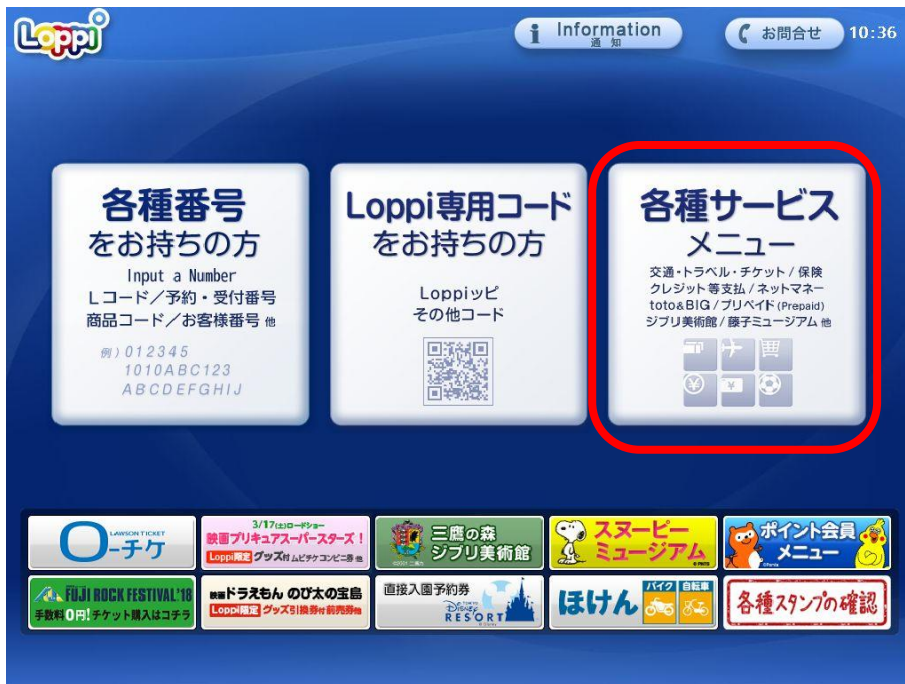 Loppi
Information
通 知
お問合せ
10:36
各種番号
をお持ちの方
Input a Number
Lコード／予約・受付番号
商品コード／お客様番号 他
例）012345
1010ABC123
ABCDEFGHIJ
Loppi専用コード
をお持ちの方
Loppiッピ
その他コード
各種サービス
メニュー
交通・トラベル・チケット / 保険
クレジット等支払 / ネットマネー
toto&BIG / プリペイド (Prepaid)
ジブリ美術館 / 藤子ミュージアム 他
LAWSON TICKET
ローチケ
3/17(土)ロードショー
映画プリキュアスーパースターズ！
Loppi限定 グッズ付ムビチケコンビニ券 他
三鷹の森
ジブリ美術館
スヌーピー
ミュージアム
ポイント会員
メニュー
FUJI ROCK FESTIVAL'18
手数料0円! チケット購入はコチラ
映画ドラえもん のび太の宝島
Loppi限定 グッズ引換券付前売券他
直接入園予約券
Disney
RESORT
ほけん
バイク
自転車
各種スタンプの確認